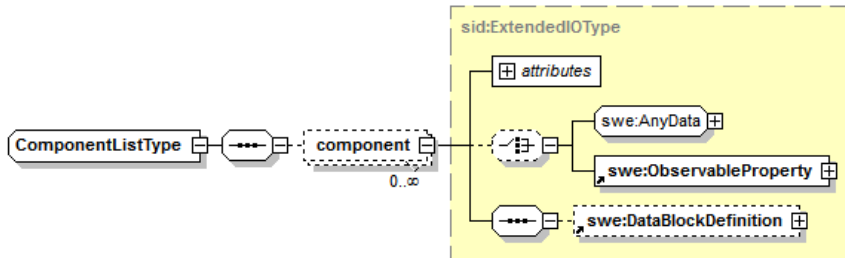 sid:ExtendedIOType
attributes
swe:AnyData
ComponentListType
component
0..∞
swe:ObservableProperty
swe:DataBlockDefinition